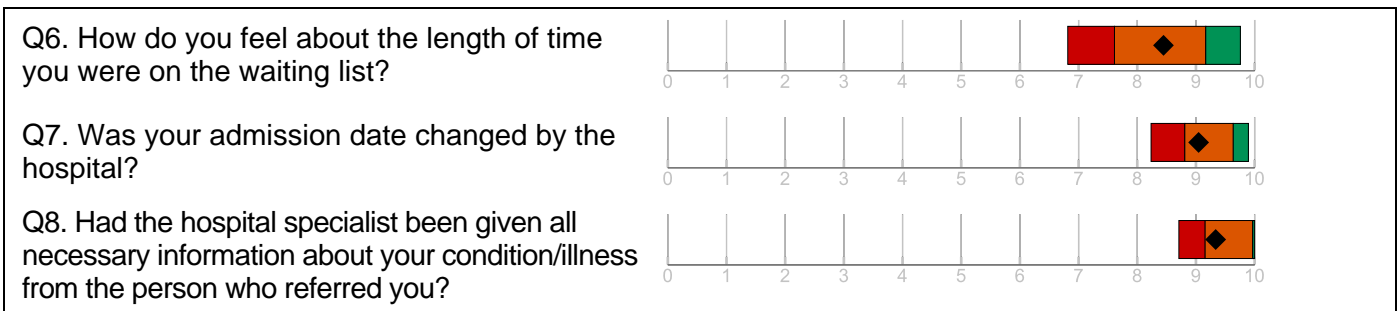 Q6. How do you feel about the length of time
you were on the waiting list?
0 1 2 3 4 5 6 7 8 9 10
Q7. Was your admission date changed by the
hospital?
0 1 2 3 4 5 6 7 8 9 10
Q8. Had the hospital specialist been given all
necessary information about your condition/illness
from the person who referred you?
0 1 2 3 4 5 6 7 8 9 10